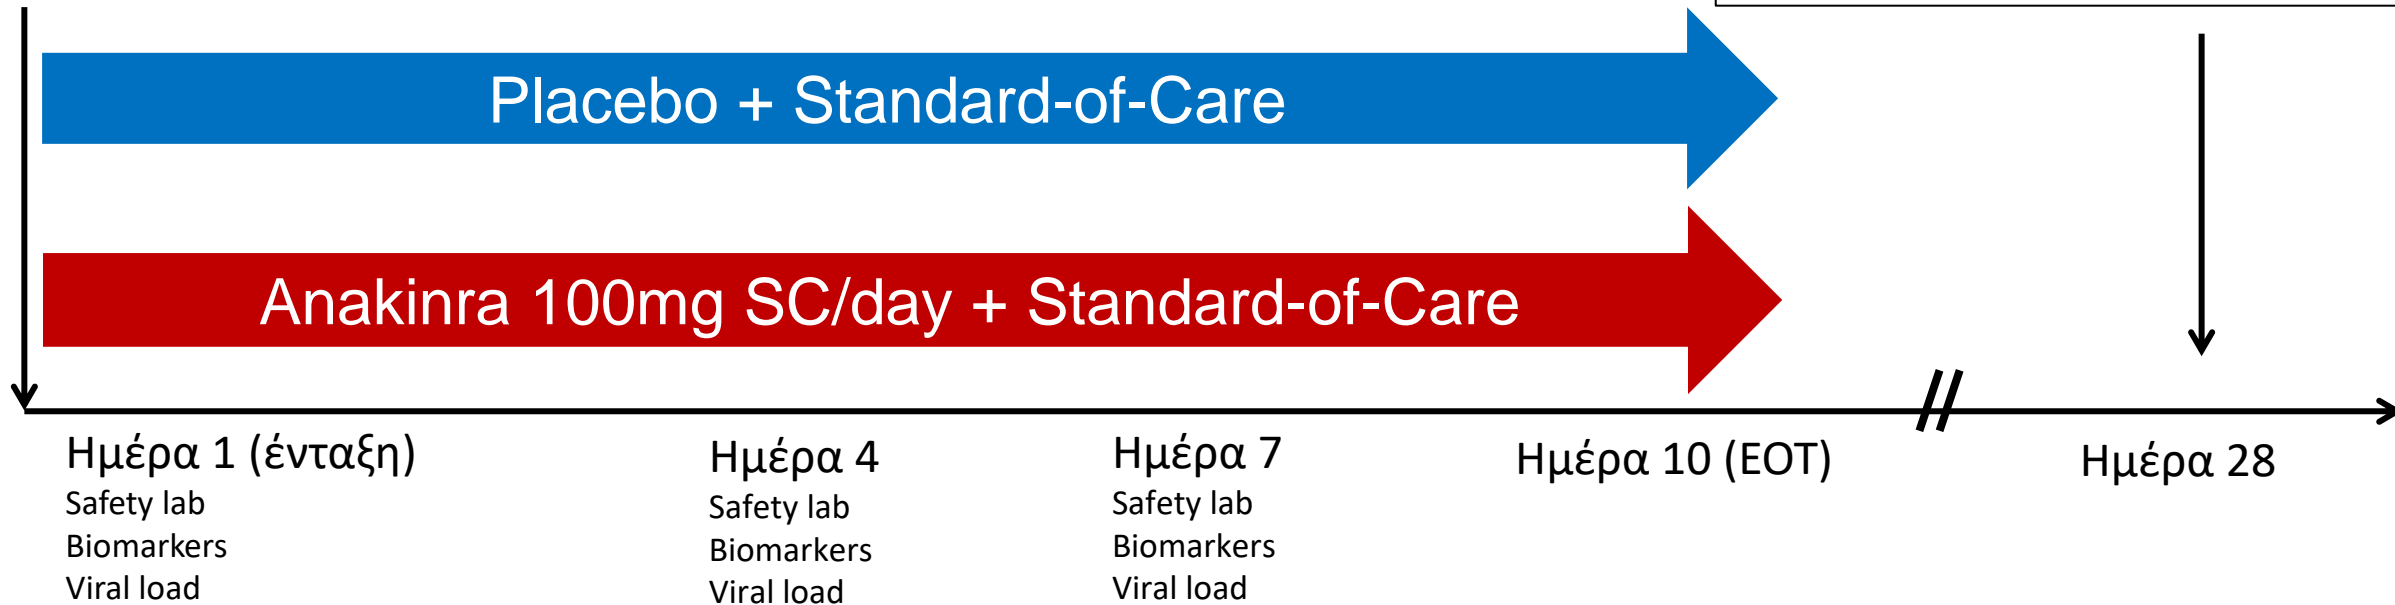 Placebo + Standard-of-Care
Anakinra 100mg SC/day + Standard-of-Care
Ημέρα 1 (ένταξη)
Safety lab
Biomarkers
Viral load
Ημέρα 4
Safety lab
Biomarkers
Viral load
Ημέρα 7
Safety lab
Biomarkers
Viral load
Ημέρα 10 (EOT)
Ημέρα 28